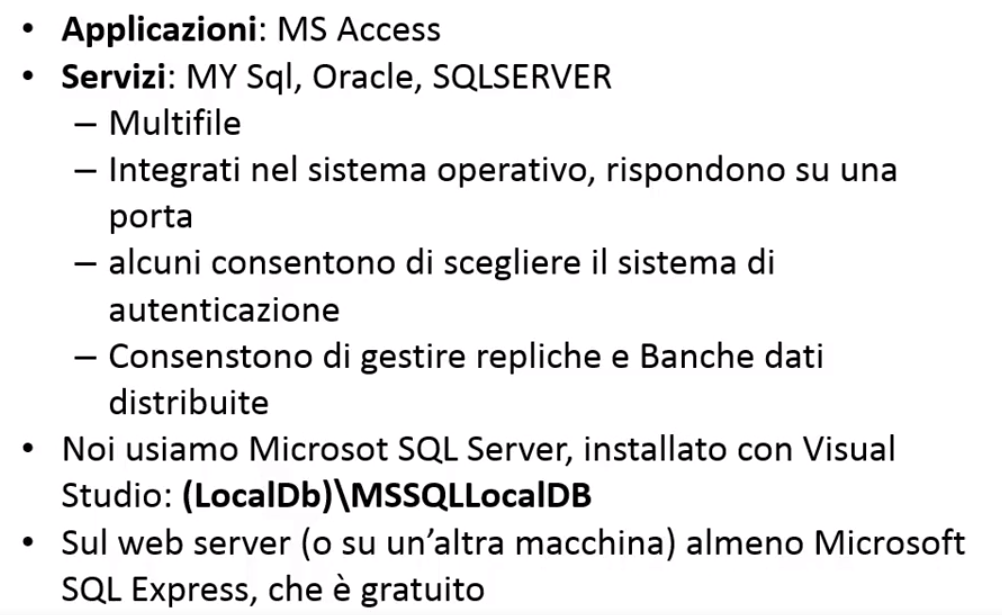 • Applicazioni: MS Access
• Servizi: MY Sql, Oracle, SQLSERVER
– Multifile
– Integrati nel sistema operativo, rispondono su una
porta
– alcuni consentono di scegliere il sistema di
autenticazione
– Consenstono di gestire repliche e Banche dati
distribuite
• Noi usiamo Microsot SQL Server, installato con Visual
Studio: (LocalDb)\MSSQLLocalDB
• Sul web server (o su un’altra macchina) almeno Microsoft
SQL Express, che è gratuito